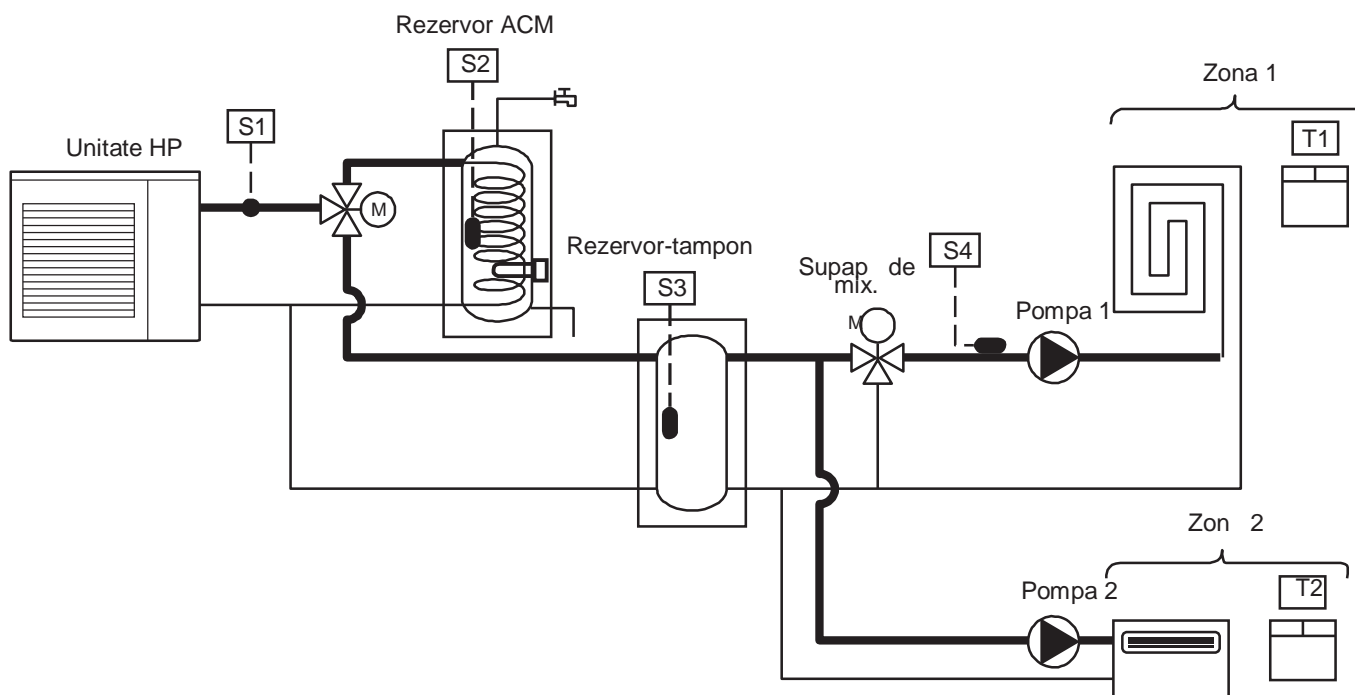 Rezervor ACM
S2
Zona 1
S1
T1
Unitate HP
M
Rezervor-tampon
S3
Supap de
mix.
S4
M
Pompa 1
Zon 2
Pompa 2
T2